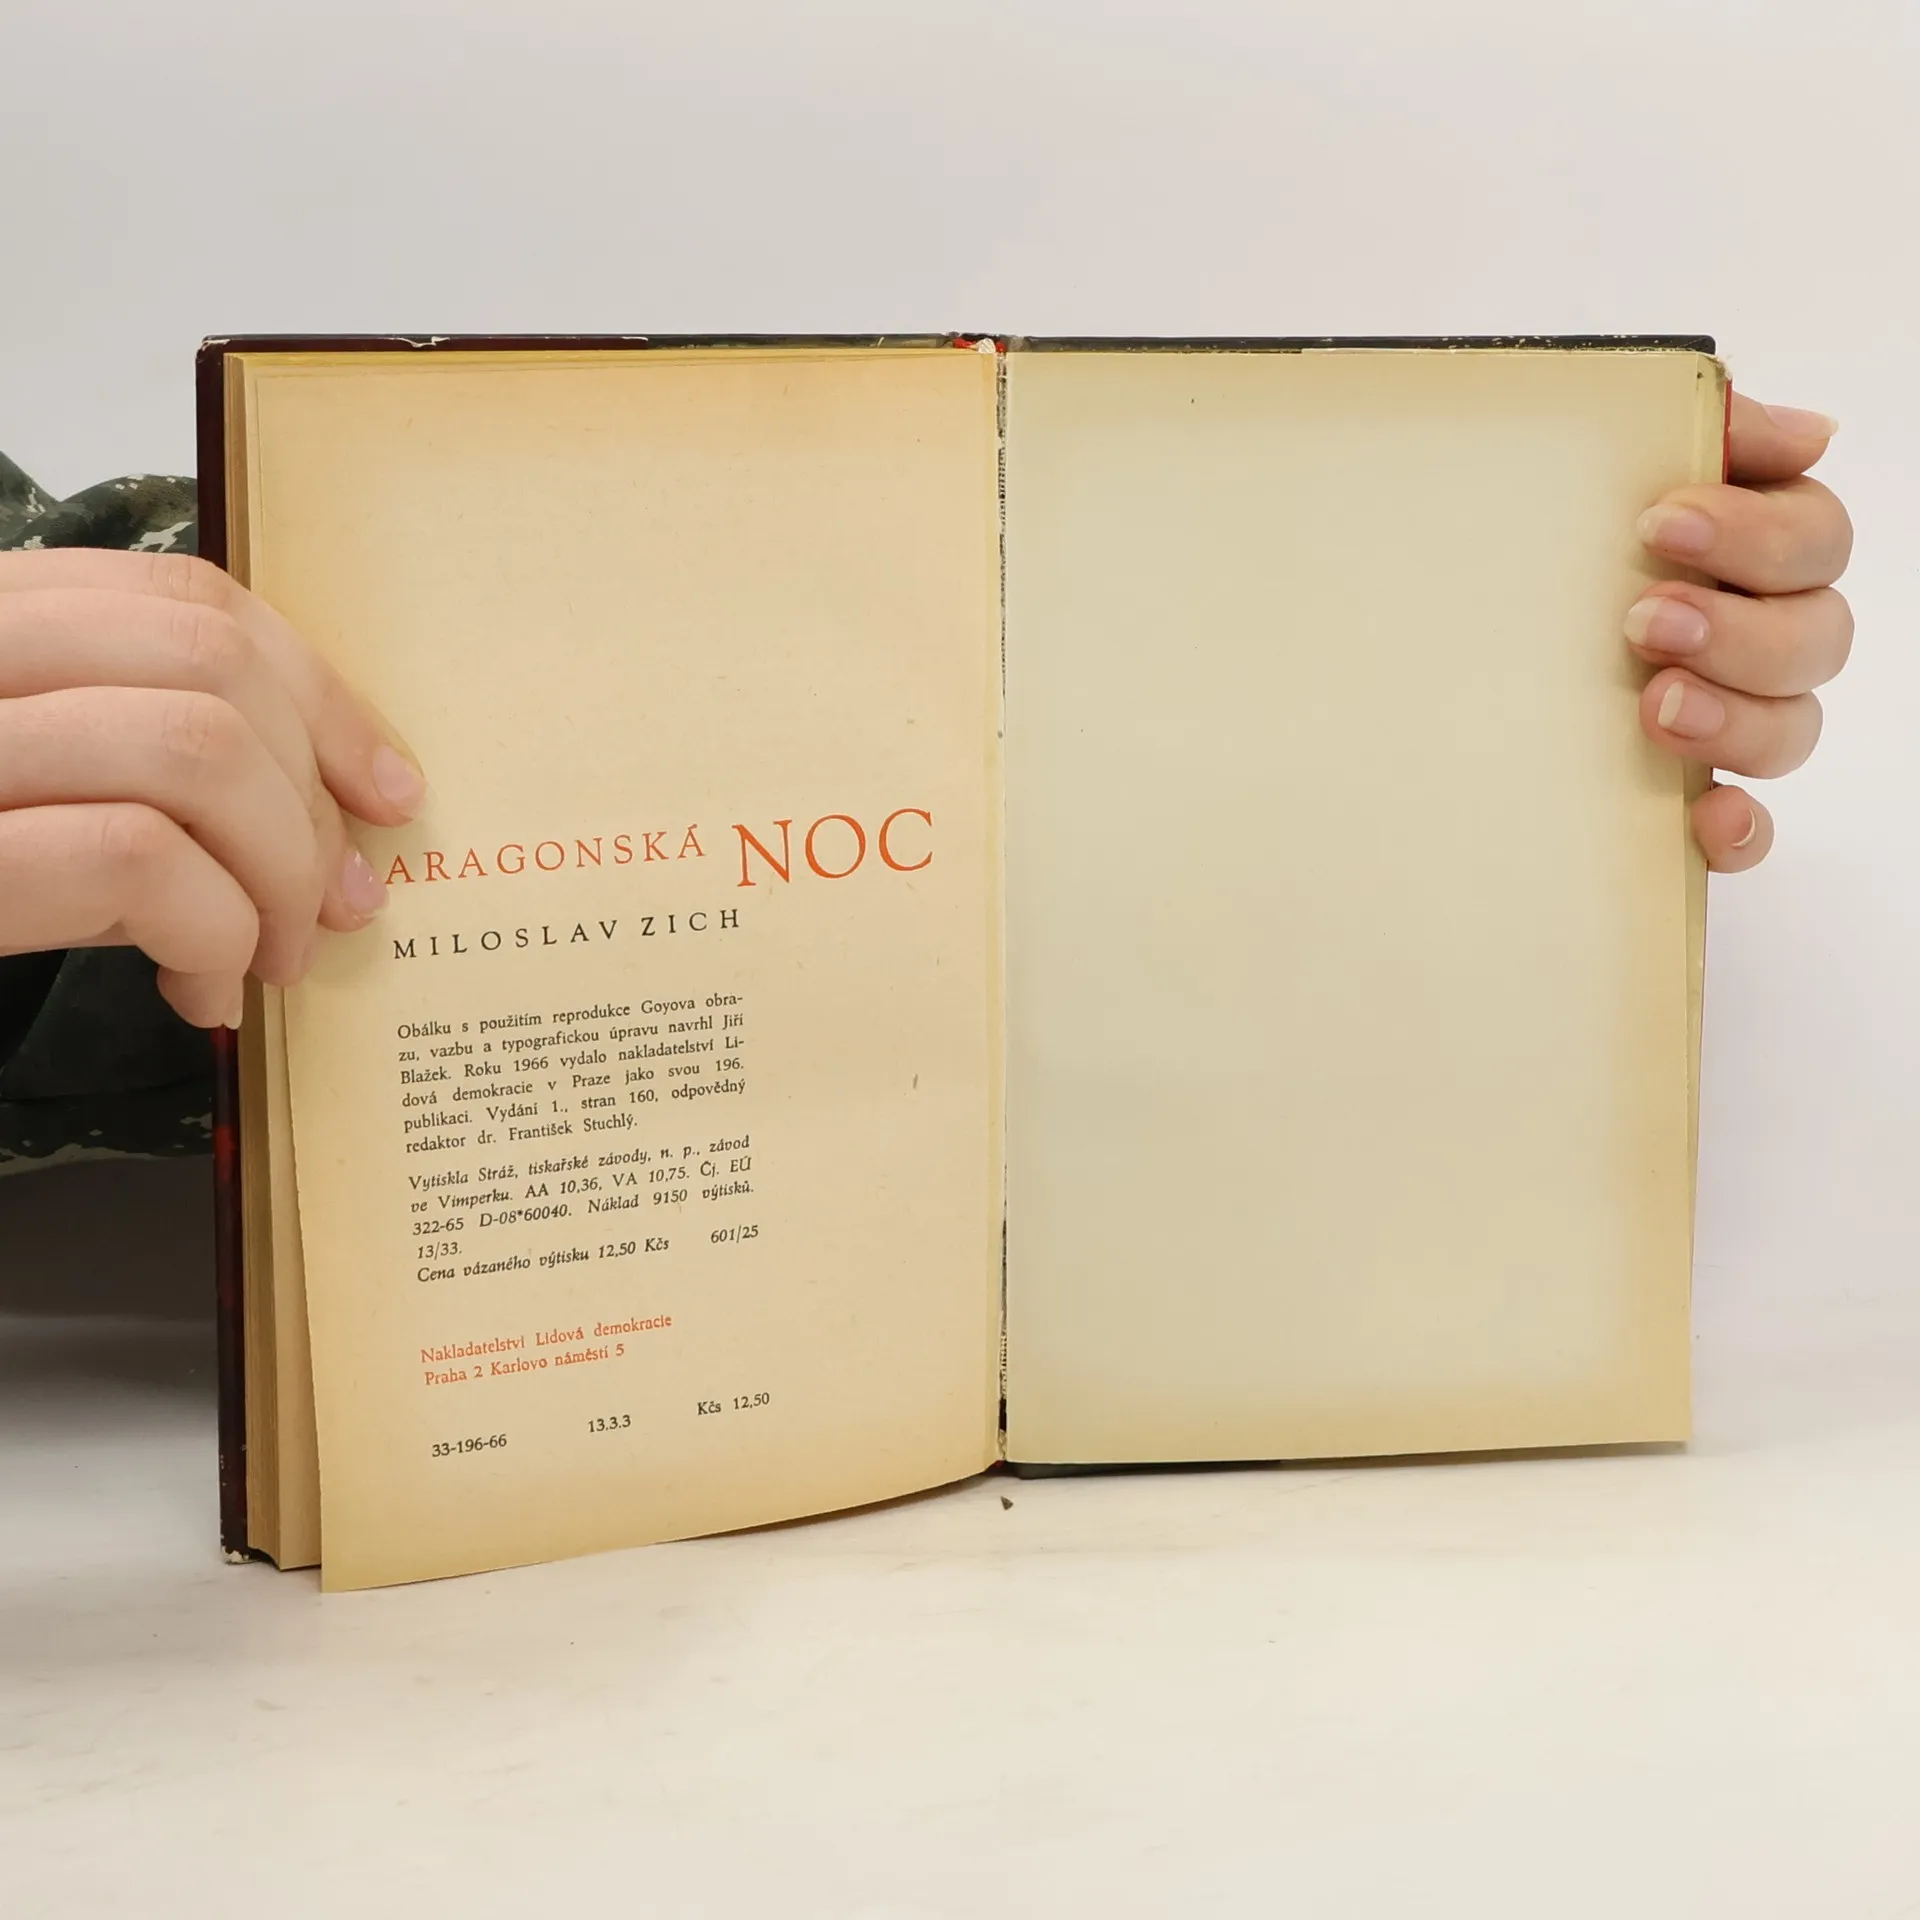 ARAGONSKÁ NOC
MILOSLAV ZICH
Obálku s použitím reprodukce Goyova obra-
zu, vazbu a typografickou úpravu navrhl Jiří
Blažek. Roku 1966 vydalo nakladatelství Li-
dová demokracie v Praze jako svou 196.
publikaci. Vydání 1., stran 160, odpovědný
redaktor dr. František Stuchlý.
Vytiskla Stráž, tiskařské závody, n. p., závod
ve Vimperku. AA 10,36, VA 10,75. Čj. EÚ
322-65 D-08*60040. Náklad 9150 výtisků.
13/33.
Cena vázaného výtisku 12,50 Kčs 601/25
Nakladatelství Lidová demokracie
Praha 2 Karlovo náměstí 5
33-196-66 13.3.3 Kčs 12,50